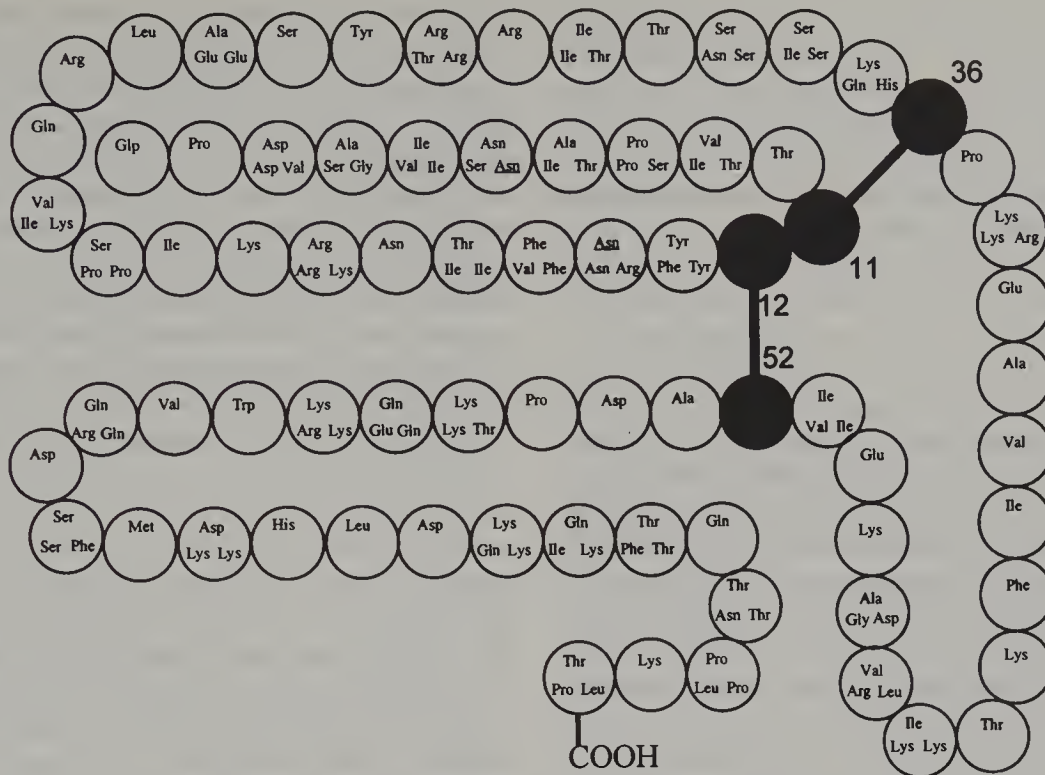 Arg
Leu
Ala
Glu Glu
Ser
Tyr
Arg
Thr Arg
Arg
Ile
Ile Thr
Thr
Ser
Asn Ser
Ser
Ile Ser
Lys
Gln His
36
Gln
Glp
Pro
Asp
Asp Val
Ala
Ser Gly
Ile
Val Ile
Asn
Ser Asn
Ala
Ile Thr
Pro
Pro Ser
Val
Ile Thr
Thr
Pro
Val
Ile Lys
Ser
Pro Pro
Ile
Lys
Arg
Arg Lys
Asn
Thr
Ile Ile
Phe
Val Phe
Asn
Asn Arg
Tyr
Phe Tyr
11
Lys
Lys Arg
12
Glu
52
Ala
Gln
Arg Gln
Val
Trp
Lys
Arg Lys
Gln
Glu Gln
Lys
Lys Thr
Pro
Asp
Ala
Ile
Val Ile
Val
Asp
Glu
Ile
Ser
Ser Phe
Met
Asp
Lys Lys
His
Leu
Asp
Lys
Gln Lys
Gln
Ile Lys
Thr
Phe Thr
Gln
Lys
Phe
Thr
Asn Thr
Ala
Gly Asp
Lys
Thr
Pro Leu
Lys
Pro
Leu Pro
Val
Arg Leu
Ile
Lys Lys
Thr
COOH